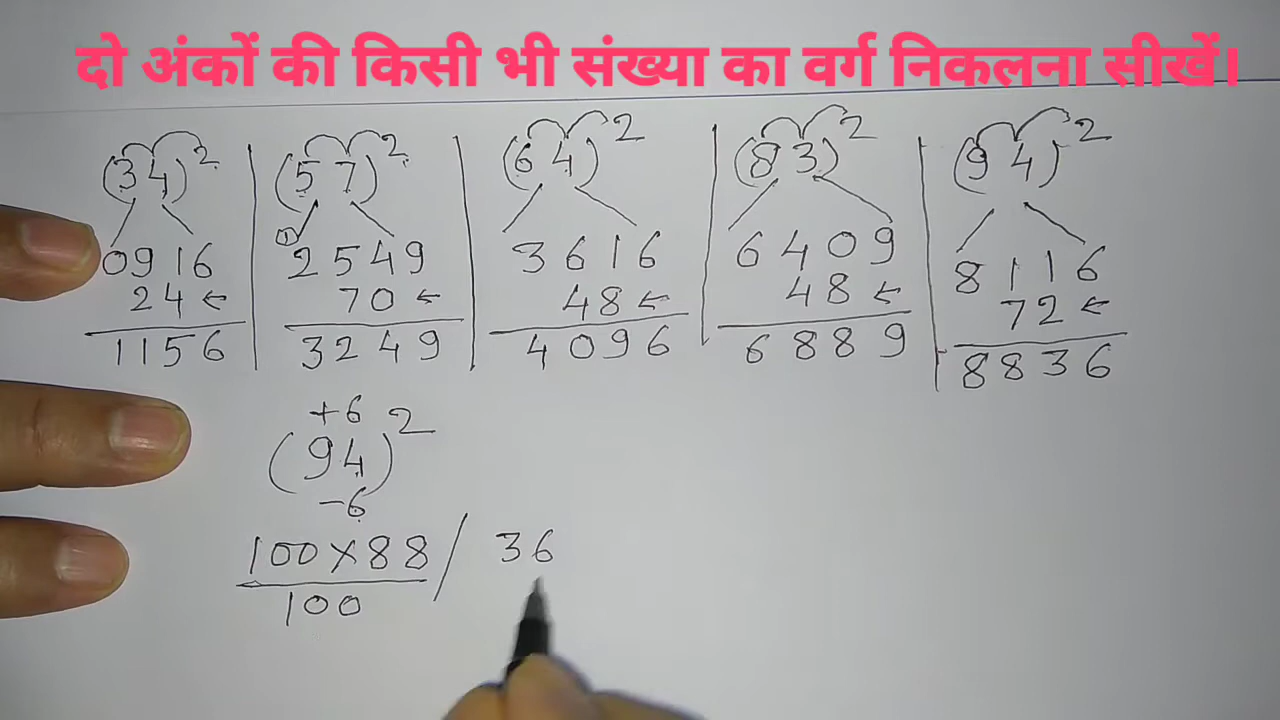 दो अंकों की किसी भी संख्या का वर्ग निकलना सीखें।
(34)² (57)² (64)² (83)² (94)²
①
0916 2549 3616 6409 8116
24 ← 70 ← 48 ← 48 ← 72 ←
1156 3249 4096 6889 8836
+6
(94)²
-6
100×88 / 36
100